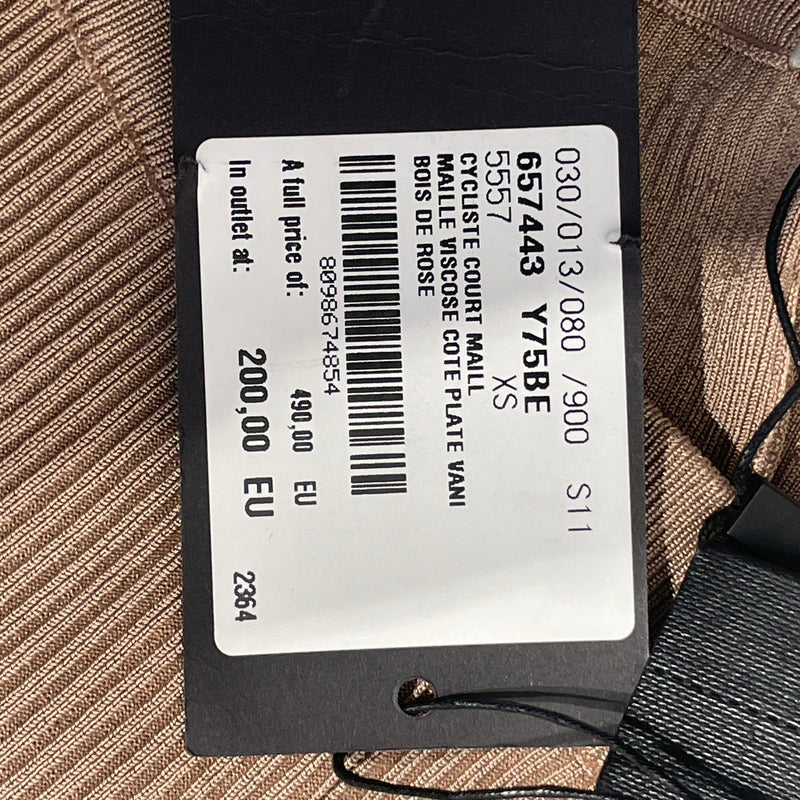 030/013/080 /900 S11
657443 Y75BE
5557 XS
CYCLISTE COURT MAILL
MAILLE VISCOSE COTE PLATE VANI
BOIS DE ROSE
8098674854
A full price of: 490,00 EU
In outlet at: 200,00 EU 2364